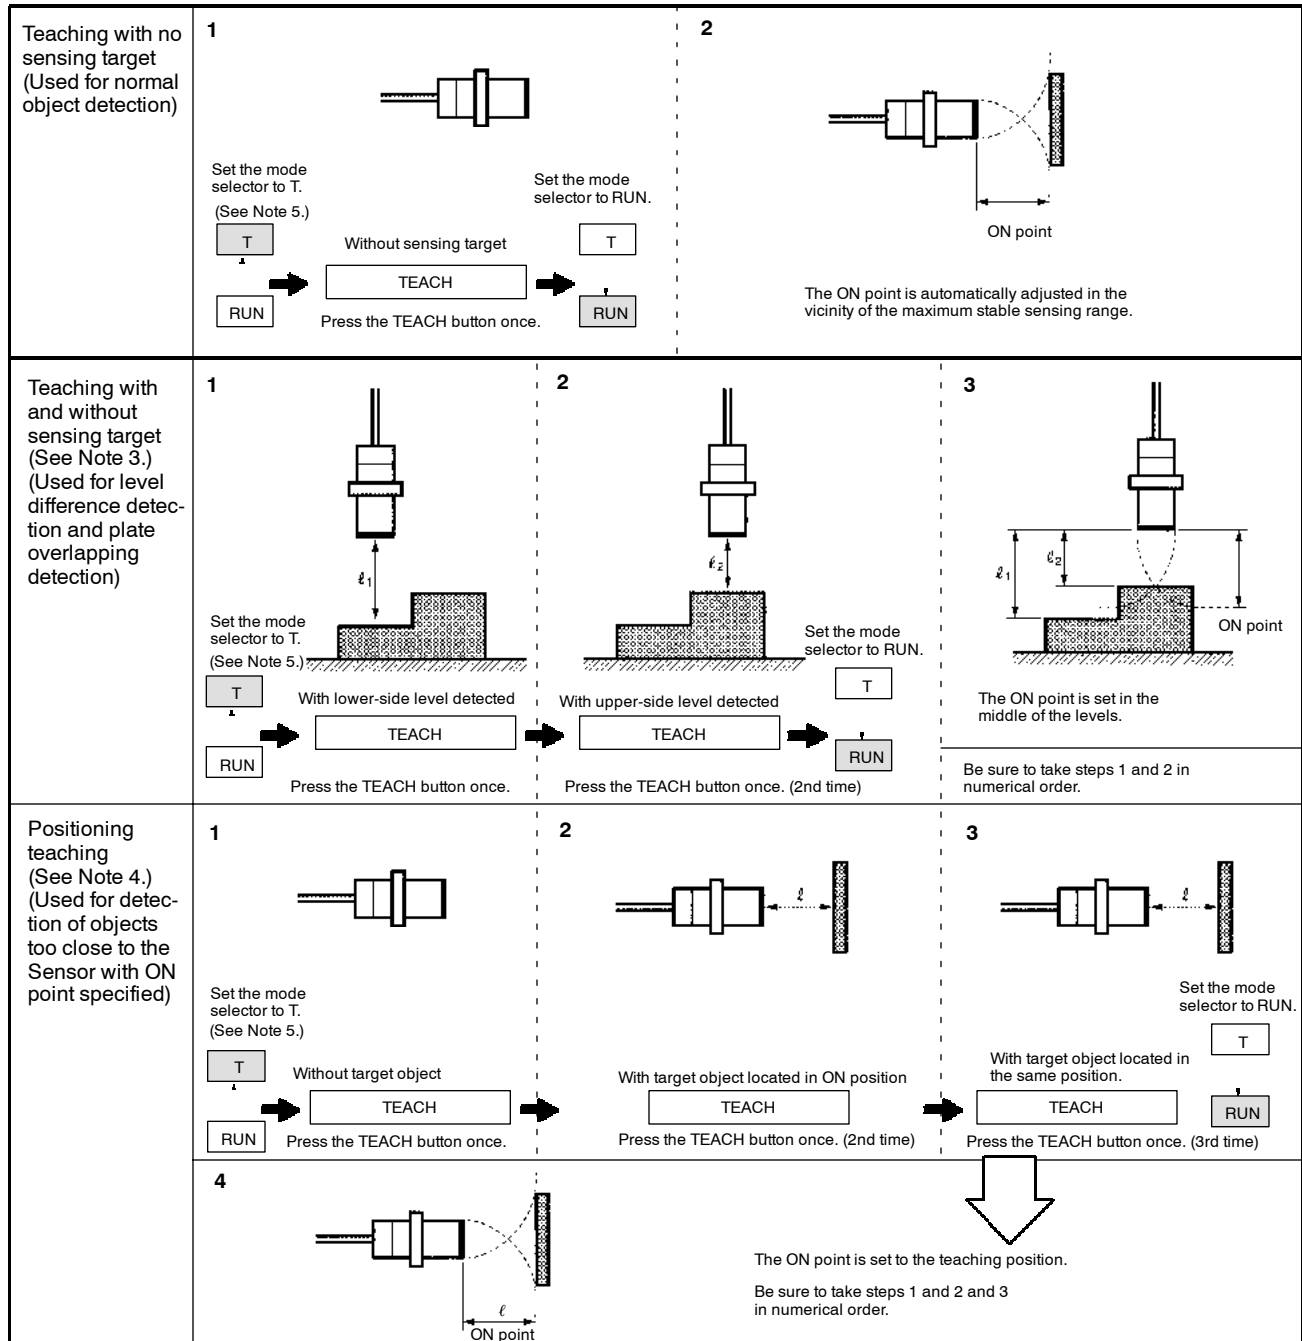 Teaching with no
sensing target
(Used for normal
object detection)
1
Set the mode
selector to T.
(See Note 5.)
T
RUN
Without sensing target
TEACH
Press the TEACH button once.
Set the mode
selector to RUN.
T
RUN
2
ON point
The ON point is automatically adjusted in the
vicinity of the maximum stable sensing range.
Teaching with
and without
sensing target
(See Note 3.)
(Used for level
difference detec-
tion and plate
overlapping
detection)
1
ℓ1
Set the mode
selector to T.
(See Note 5.)
T
RUN
With lower-side level detected
TEACH
Press the TEACH button once.
2
ℓ2
With upper-side level detected
TEACH
Press the TEACH button once. (2nd time)
Set the mode
selector to RUN.
T
RUN
3
ℓ1
ℓ2
ON point
The ON point is set in the
middle of the levels.
Be sure to take steps 1 and 2 in
numerical order.
Positioning
teaching
(See Note 4.)
(Used for detec-
tion of objects
too close to the
Sensor with ON
point specified)
1
Set the mode
selector to T.
(See Note 5.)
T
RUN
Without target object
TEACH
Press the TEACH button once.
2
ℓ
With target object located in ON position
TEACH
Press the TEACH button once. (2nd time)
3
ℓ
With target object located in
the same position.
TEACH
Press the TEACH button once. (3rd time)
Set the mode
selector to RUN.
T
RUN
4
ℓ
ON point
The ON point is set to the teaching position.
Be sure to take steps 1 and 2 and 3
in numerical order.